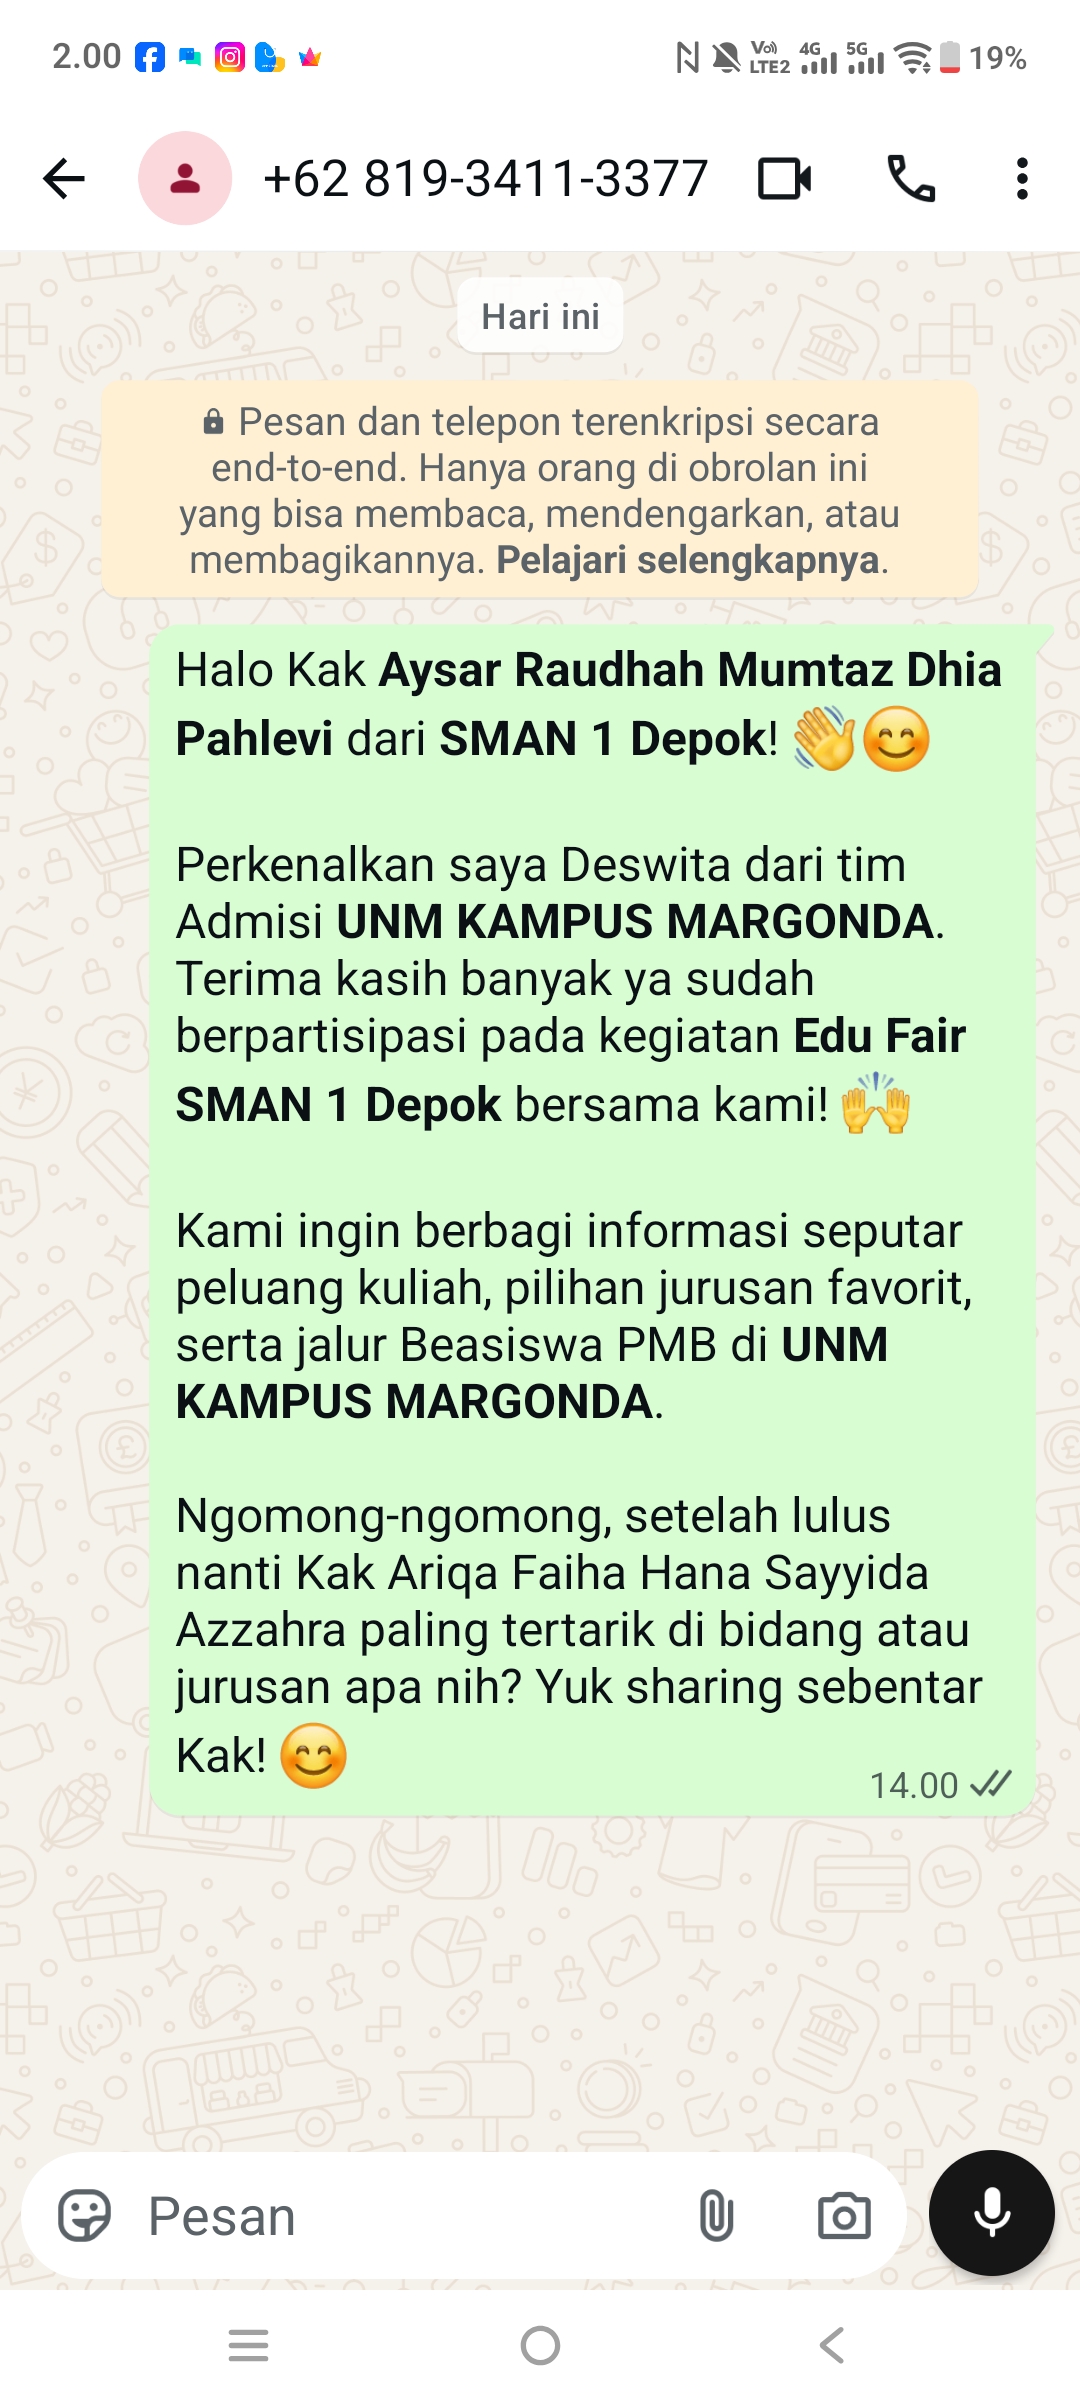 2.00
Vo)
LTE2
4G
5G
19%
+62 819-3411-3377
Hari ini
Pesan dan telepon terenkripsi secara
end-to-end. Hanya orang di obrolan ini
yang bisa membaca, mendengarkan, atau
membagikannya. Pelajari selengkapnya.
Halo Kak Aysar Raudhah Mumtaz Dhia
Pahlevi dari SMAN 1 Depok! 👋😊
Perkenalkan saya Deswita dari tim
Admisi UNM KAMPUS MARGONDA.
Terima kasih banyak ya sudah
berpartisipasi pada kegiatan Edu Fair
SMAN 1 Depok bersama kami! 🙌
Kami ingin berbagi informasi seputar
peluang kuliah, pilihan jurusan favorit,
serta jalur Beasiswa PMB di UNM
KAMPUS MARGONDA.
Ngomong-ngomong, setelah lulus
nanti Kak Ariqa Faiha Hana Sayyida
Azzahra paling tertarik di bidang atau
jurusan apa nih? Yuk sharing sebentar
Kak! 😊
14.00
Pesan